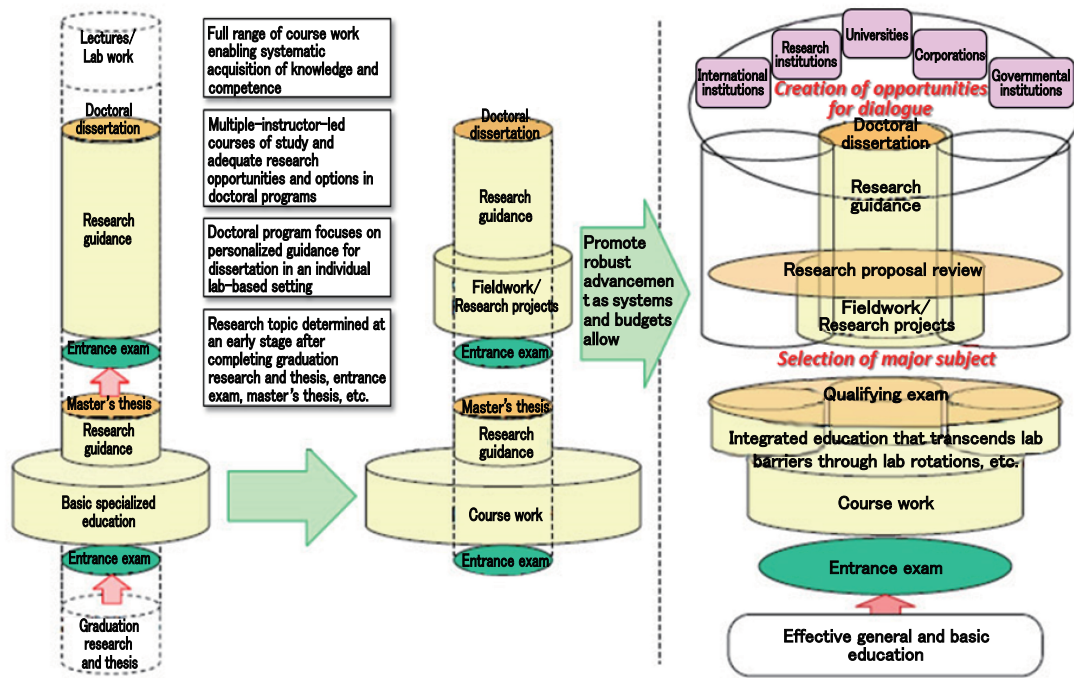 Lectures/
Lab work
Doctoral
dissertation
Research
guidance
Entrance exam
Master's thesis
Research
guidance
Basic specialized
education
Entrance exam
Graduation
research
and thesis
Full range of course work
enabling systematic
acquisition of knowledge and
competence
Multiple-instructor-led
courses of study and
adequate research
opportunities and options in
doctoral programs
Doctoral program focuses on
personalized guidance for
dissertation in an individual
lab-based setting
Research topic determined at
an early stage after
completing graduation
research and thesis, entrance
exam, master's thesis, etc.
Doctoral
dissertation
Research
guidance
Fieldwork/
Research projects
Entrance exam
Master's thesis
Research
guidance
Course work
Entrance exam
Promote
robust
advancemen
t as systems
and budgets
allow
Universities
Research
institutions
Corporations
International
institutions
Governmental
institutions
Creation of opportunities
for dialogue
Doctoral
dissertation
Research
guidance
Research proposal review
Fieldwork/
Research projects
Selection of major subject
Qualifying exam
Integrated education that transcends lab
barriers through lab rotations, etc.
Course work
Entrance exam
Effective general and basic
education